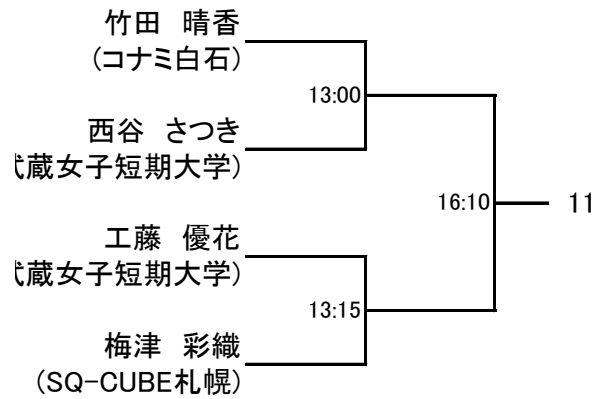 竹田　晴香
(コナミ白石)
13:00
西谷　さつき
武蔵女子短期大学)
16:10
11
工藤　優花
武蔵女子短期大学)
13:15
梅津　彩織
(SQ-CUBE札幌)